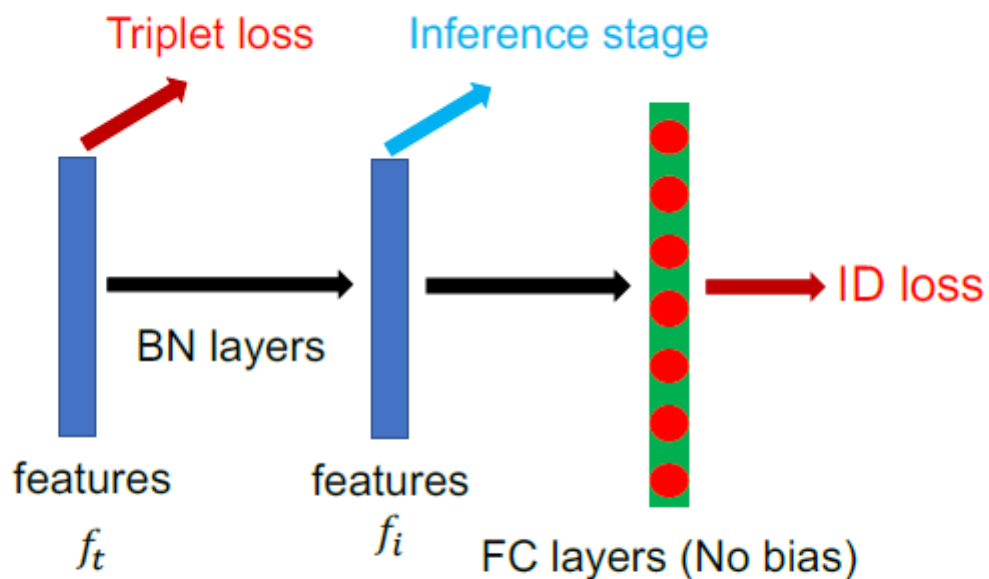 Triplet loss
Inference stage
BN layers
ID loss
features
f_t
features
f_i
FC layers (No bias)